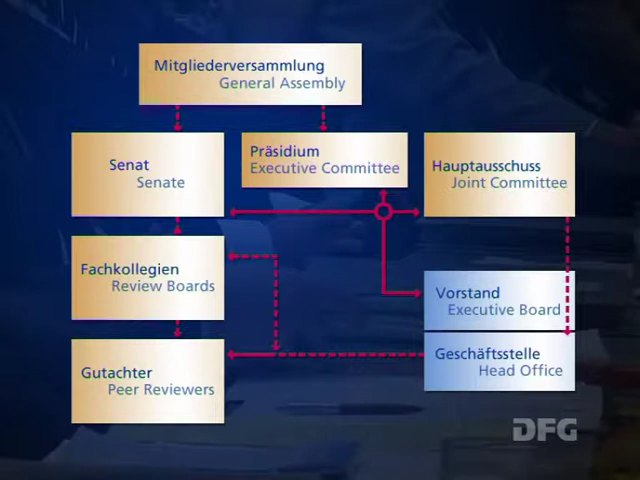 Mitgliederversammlung
General Assembly
Senat
Senate
Präsidium
Executive Committee
Hauptausschuss
Joint Committee
Fachkollegien
Review Boards
Vorstand
Executive Board
Gutachter
Peer Reviewers
Geschäftsstelle
Head Office
DFG